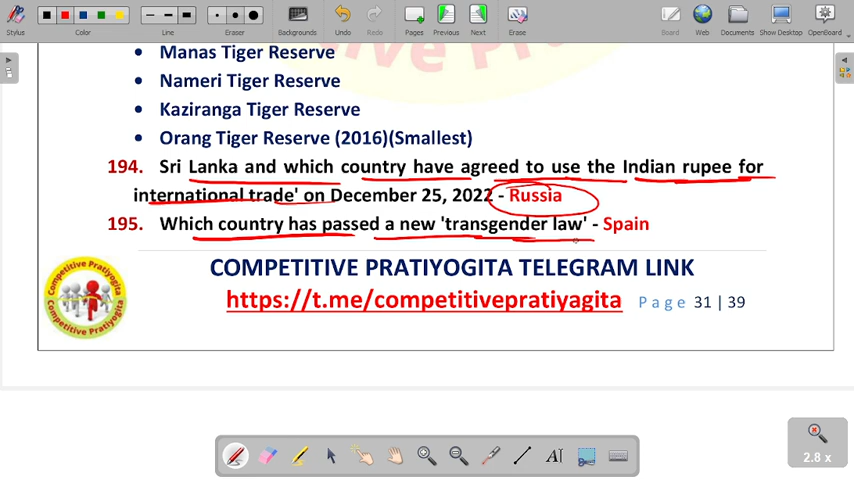 Stylus
Color
Line
Eraser
Backgrounds
Undo
Redo
Pages
Previous
Next
Erase
Board
Web
Documents
Show Desktop
OpenBoard
• Manas Tiger Reserve
• Nameri Tiger Reserve
• Kaziranga Tiger Reserve
• Orang Tiger Reserve (2016)(Smallest)
194. Sri Lanka and which country have agreed to use the Indian rupee for
international trade' on December 25, 2022 - Russia
195. Which country has passed a new 'transgender law' - Spain
COMPETITIVE PRATIYOGITA TELEGRAM LINK
https://t.me/competitivepratiyagita Page 31 | 39
Competitive Pratiyogita
Competitive Pratiyogita
2.8 x